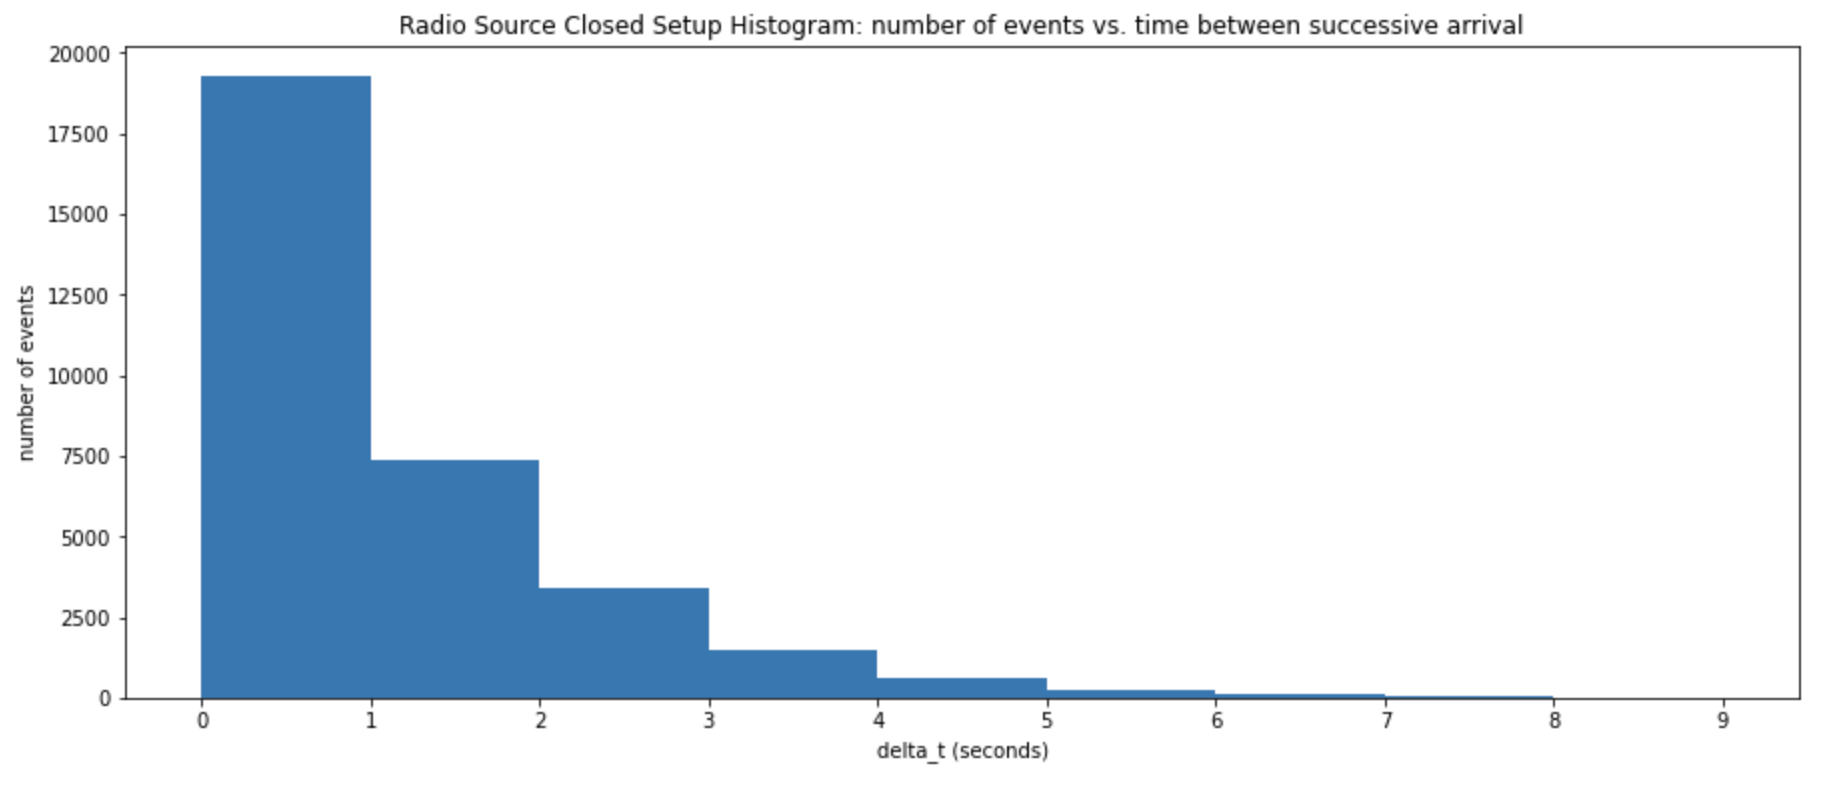 Radio Source Closed Setup Histogram: number of events vs. time between successive arrival
20000
17500
15000
12500
10000
7500
5000
2500
0
number of events
0 1 2 3 4 5 6 7 8 9
delta_t (seconds)